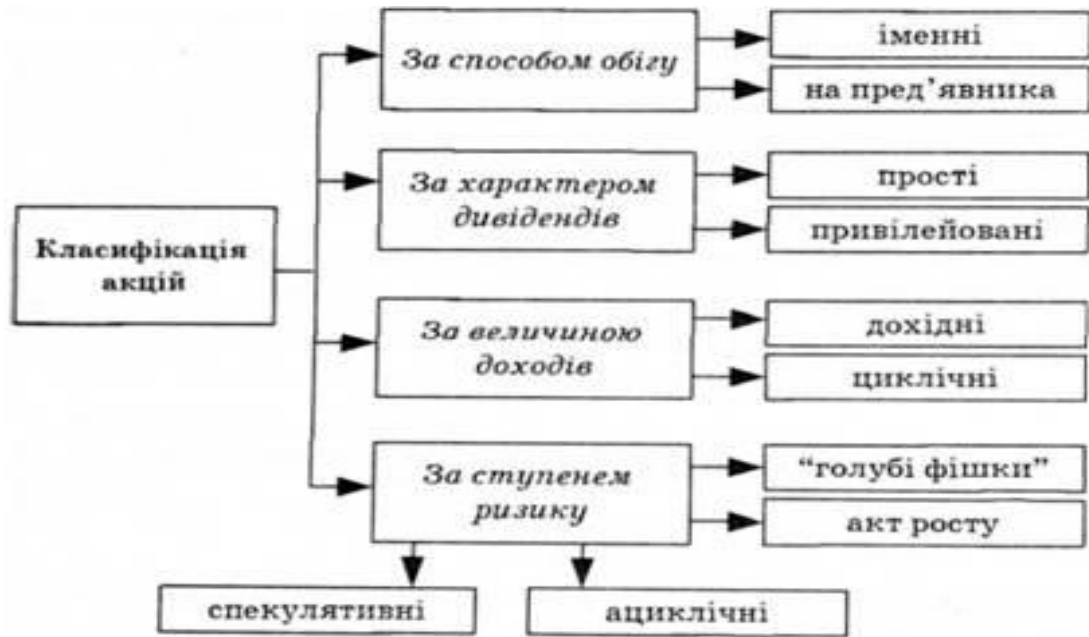 Класифікація
акцій
За способом обігу
іменні
на пред’явника
За характером
дивідендів
прості
привілейовані
За величиною
доходів
дохідні
циклічні
За ступенем
ризику
“голубі фішки”
акт росту
спекулятивні
ациклічні